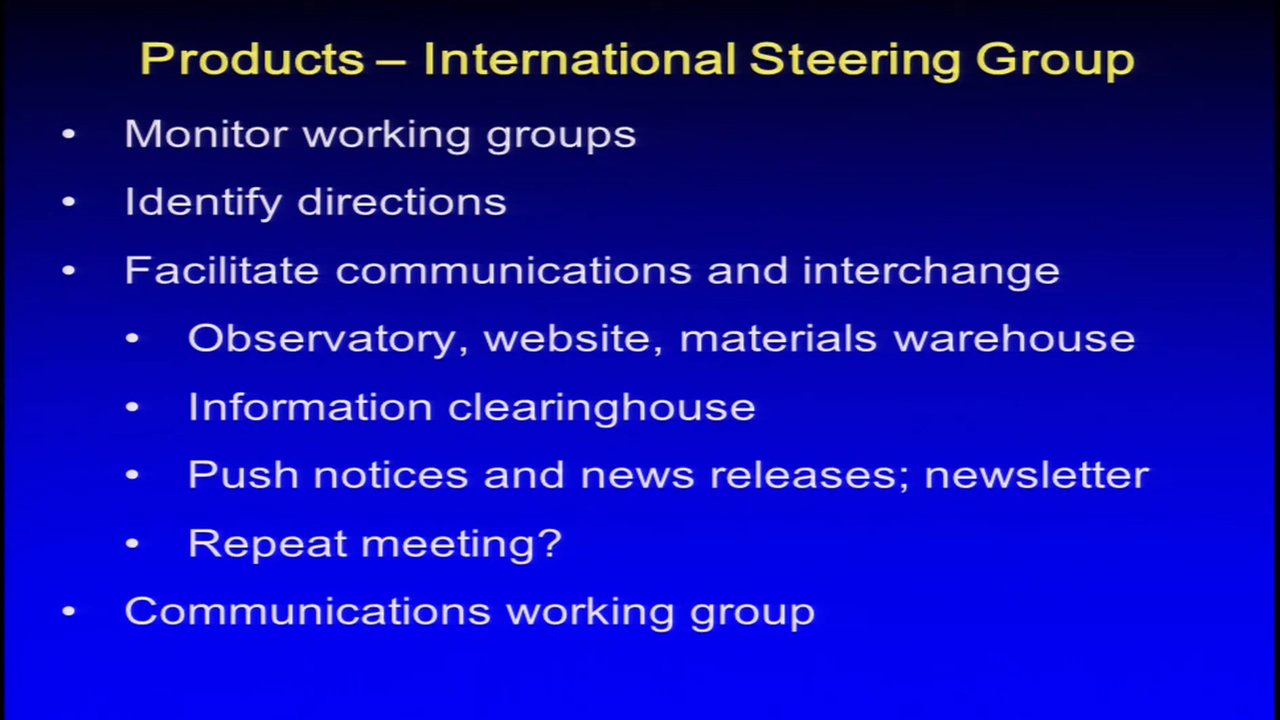 Products – International Steering Group
• Monitor working groups
• Identify directions
• Facilitate communications and interchange
• Observatory, website, materials warehouse
• Information clearinghouse
• Push notices and news releases; newsletter
• Repeat meeting?
• Communications working group